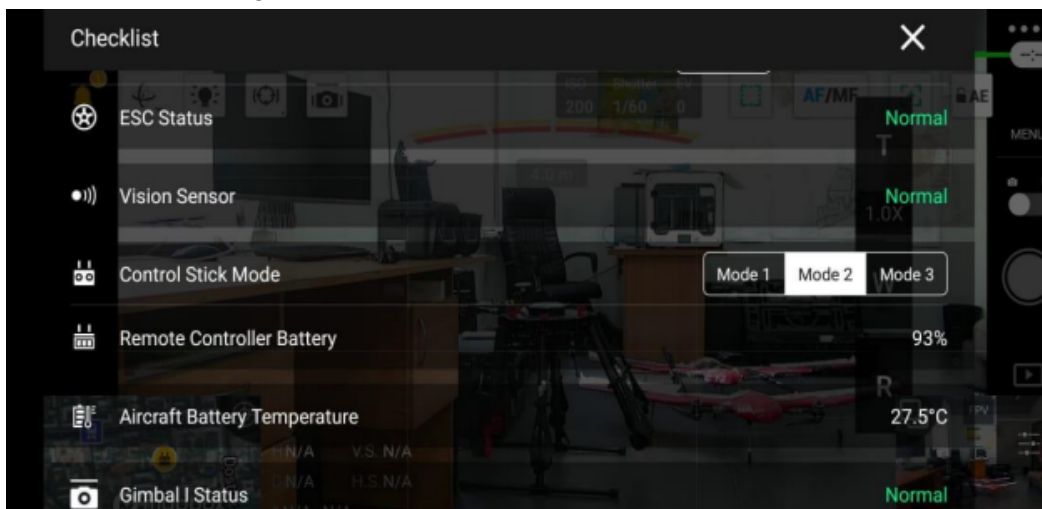 Checklist
ISO Shutter EV
200 1/60 0
AF/MF
AE
ESC Status Normal
MENU
T
4.0 m
Vision Sensor Normal
1.0X
Control Stick Mode Mode 1 Mode 2 Mode 3
W
Remote Controller Battery 93%
R
Aircraft Battery Temperature 27.5°C
FPV
N/A V.S. N/A
Gimbal I Status Normal
D N/A H.S. N/A